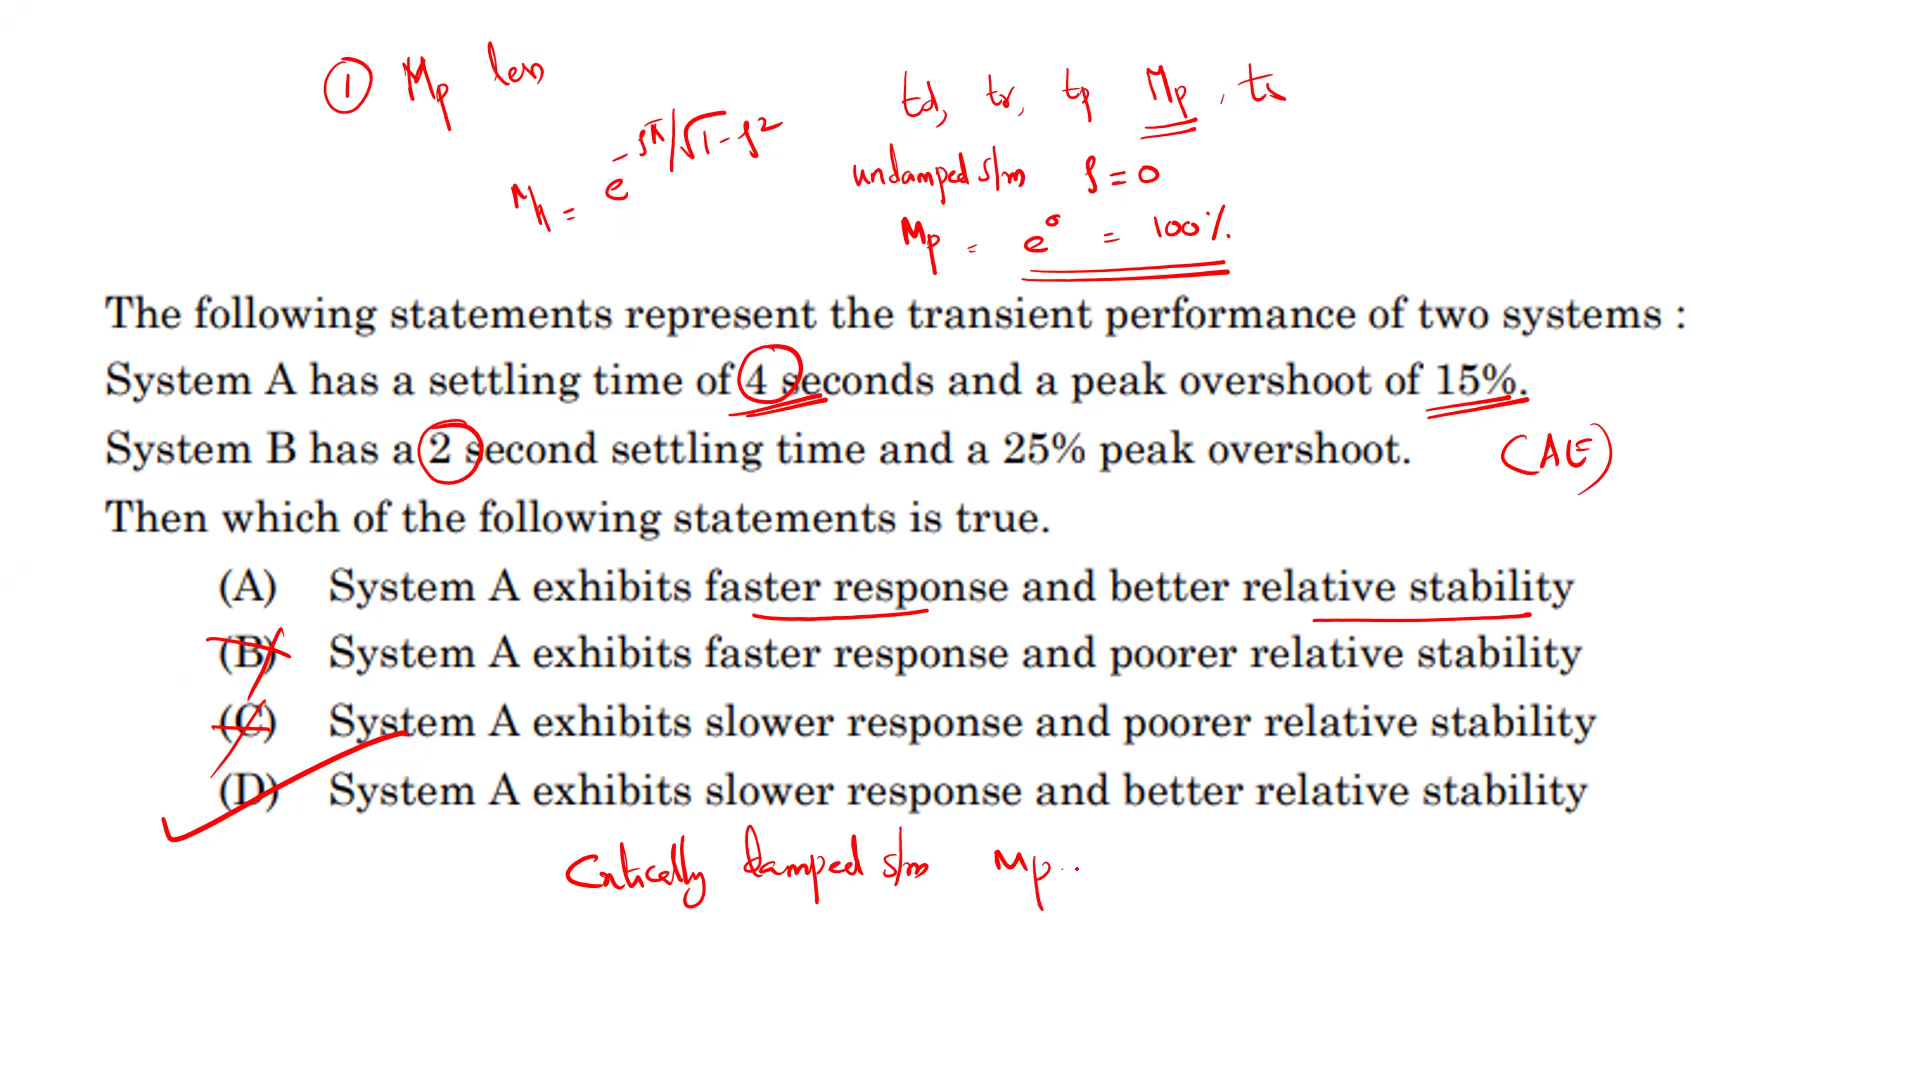 ① Mp less
td, tr, tp Mp, ts
Mp = e^-ζπ/√1-ζ²
undamped s/m ζ = 0
Mp = e^0 = 100%.
The following statements represent the transient performance of two systems :
System A has a settling time of 4 seconds and a peak overshoot of 15%.
System B has a 2 second settling time and a 25% peak overshoot.
(AE)
Then which of the following statements is true.
(A) System A exhibits faster response and better relative stability
(B) System A exhibits faster response and poorer relative stability
(C) System A exhibits slower response and poorer relative stability
(D) System A exhibits slower response and better relative stability
Critically damped s/m Mp